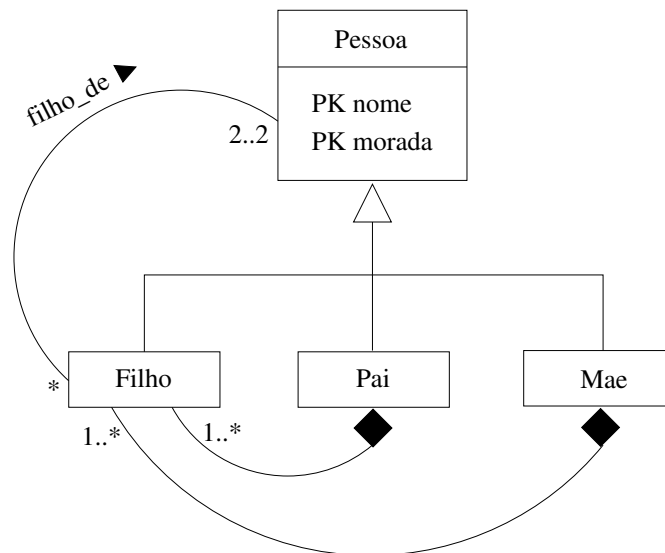 Pessoa
filho_de
PK nome
2..2
PK morada
Filho
Pai
Mae
*
1..*
1..*